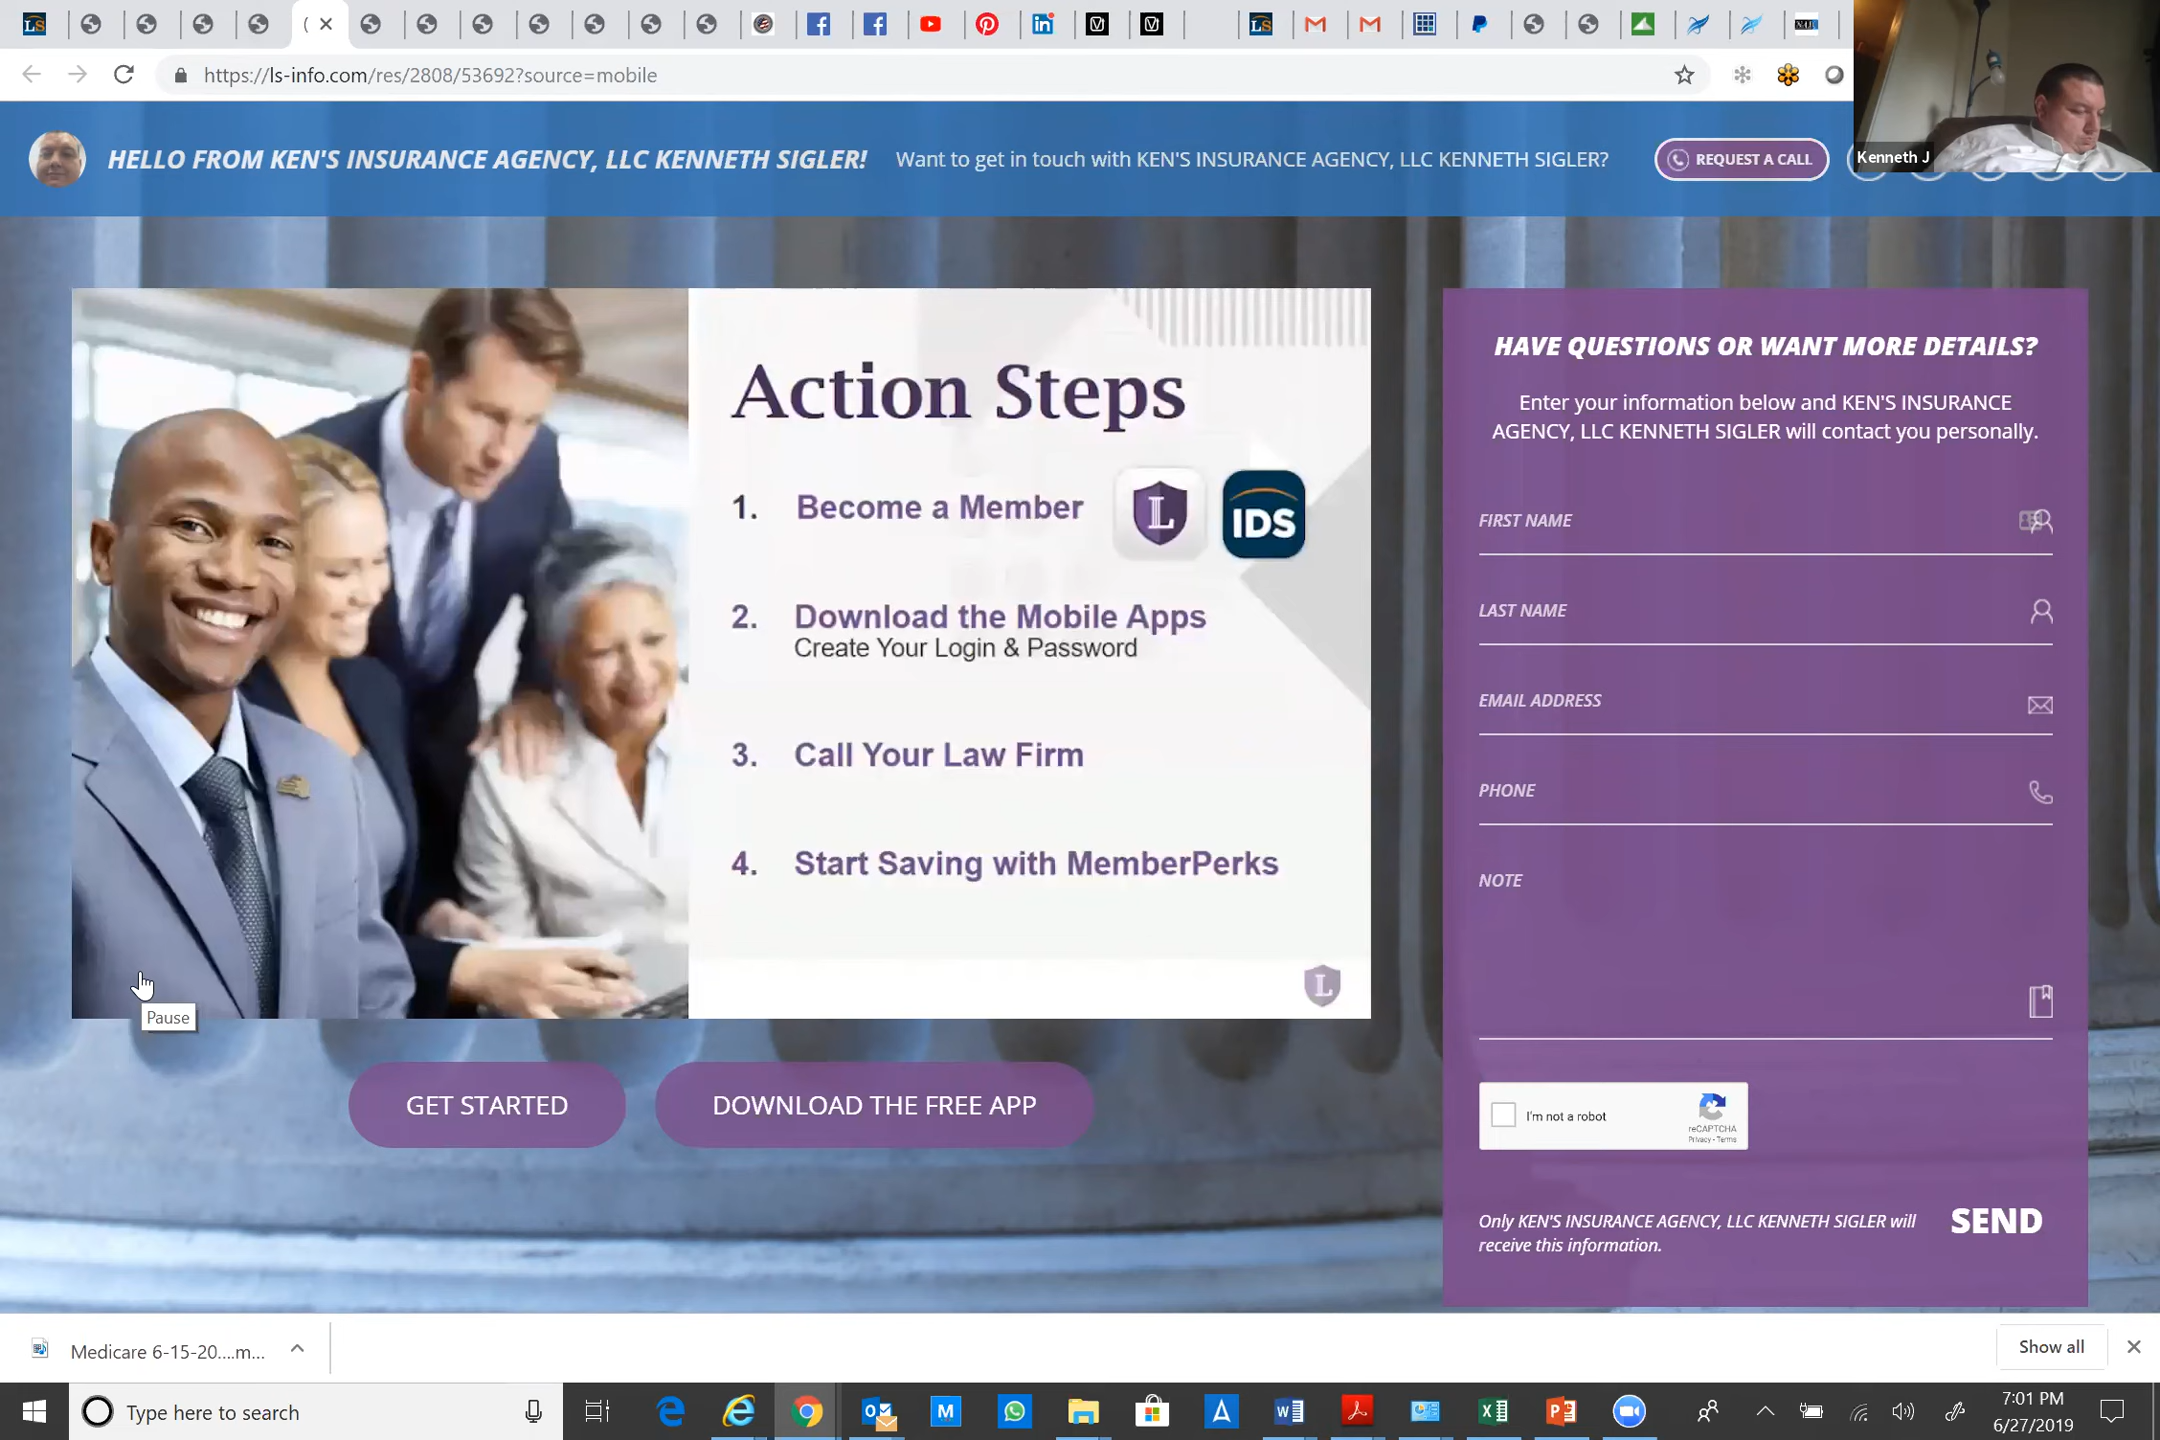 LS
https://ls-info.com/res/2808/53692?source=mobile
Kenneth J
HELLO FROM KEN'S INSURANCE AGENCY, LLC KENNETH SIGLER!
Want to get in touch with KEN'S INSURANCE AGENCY, LLC KENNETH SIGLER?
REQUEST A CALL
Action Steps
1. Become a Member
L
IDS
2. Download the Mobile Apps
Create Your Login & Password
3. Call Your Law Firm
4. Start Saving with MemberPerks
L
Pause
GET STARTED
DOWNLOAD THE FREE APP
HAVE QUESTIONS OR WANT MORE DETAILS?
Enter your information below and KEN'S INSURANCE
AGENCY, LLC KENNETH SIGLER will contact you personally.
FIRST NAME
LAST NAME
EMAIL ADDRESS
PHONE
NOTE
I'm not a robot
reCAPTCHA
Privacy - Terms
Only KEN'S INSURANCE AGENCY, LLC KENNETH SIGLER will
receive this information.
SEND
Medicare 6-15-20....m...
Show all
Type here to search
7:01 PM
6/27/2019